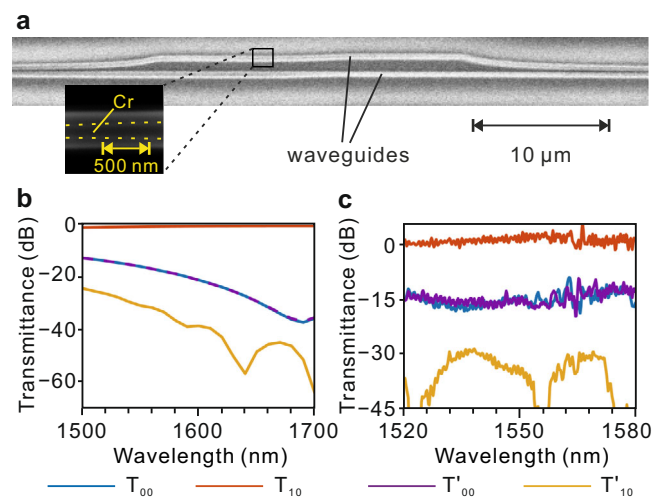 a
Cr
500 nm
waveguides
10 μm
b
Transmittance (dB)
0
−20
−40
−60
1500
1600
1700
Wavelength (nm)
c
Transmittance (dB)
0
−15
−30
−45
1520
1550
1580
Wavelength (nm)
T₀₀
T₁₀
T'₀₀
T'₁₀